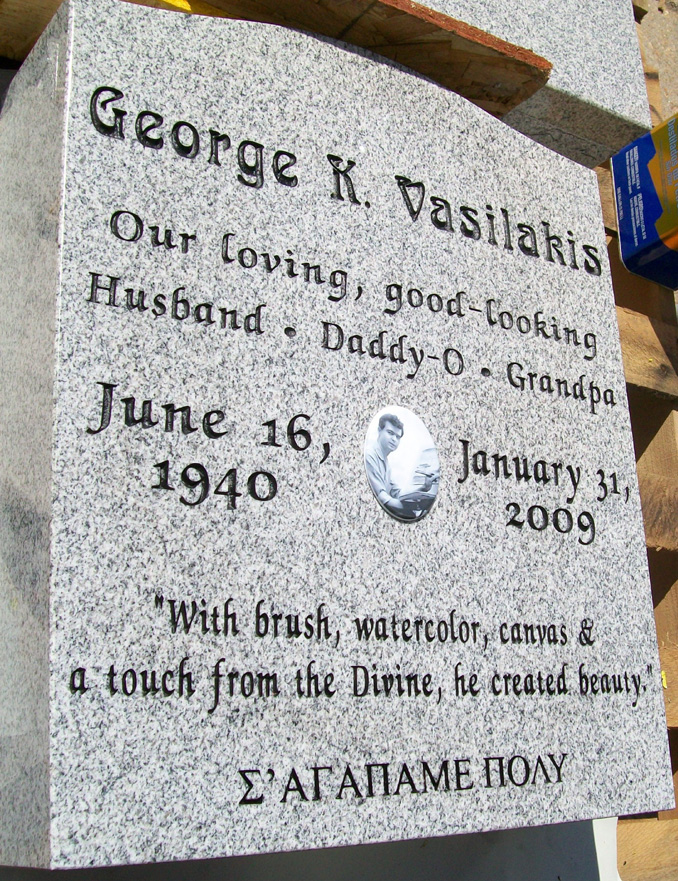 George K. Vasilakis
Our loving, good-looking
Husband • Daddy-O • Grandpa
June 16,
1940
January 31,
2009
"With brush, watercolor, canvas &
a touch from the Divine, he created beauty."
Σ'ΑΓΑΠΑΜΕ ΠΟΛΥ